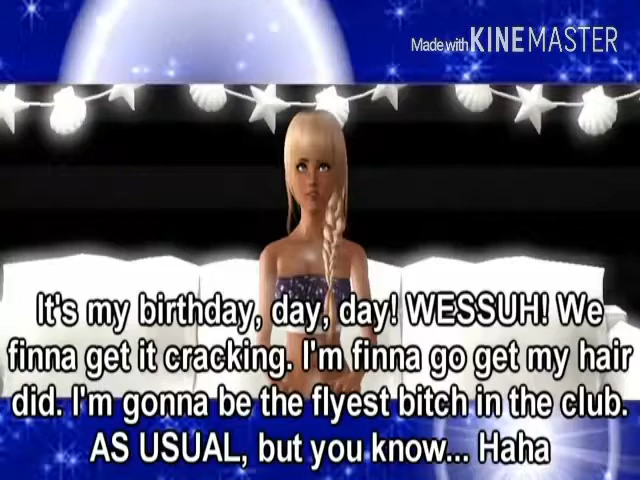 Made with KINEMASTER
It's my birthday, day, day! WESSUH! We
finna get it cracking. I'm finna go get my hair
did. I'm gonna be the flyest bitch in the club.
AS USUAL, but you know... Haha